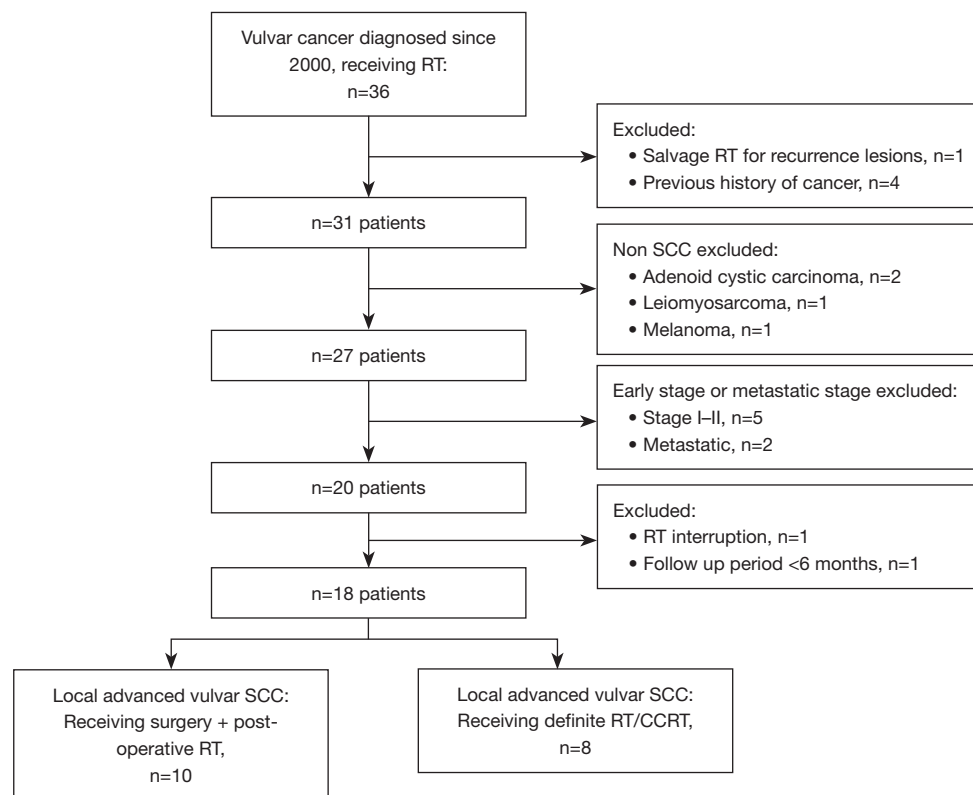 Vulvar cancer diagnosed since
2000, receiving RT:
n=36
Excluded:
• Salvage RT for recurrence lesions, n=1
• Previous history of cancer, n=4
n=31 patients
Non SCC excluded:
• Adenoid cystic carcinoma, n=2
• Leiomyosarcoma, n=1
• Melanoma, n=1
n=27 patients
Early stage or metastatic stage excluded:
• Stage I–II, n=5
• Metastatic, n=2
n=20 patients
Excluded:
• RT interruption, n=1
• Follow up period <6 months, n=1
n=18 patients
Local advanced vulvar SCC:
Receiving surgery + post-
operative RT,
n=10
Local advanced vulvar SCC:
Receiving definite RT/CCRT,
n=8